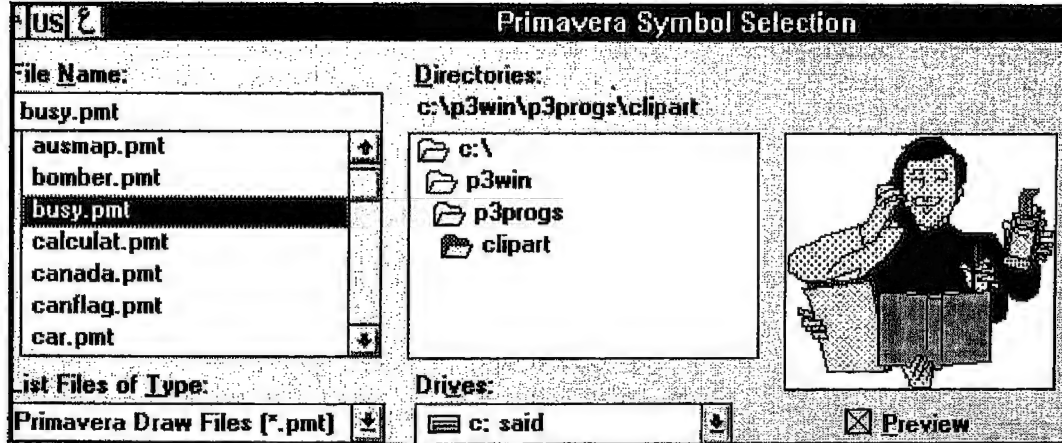 US ع Primavera Symbol Selection
File Name:
busy.pmt
ausmap.pmt
bomber.pmt
busy.pmt
calculat.pmt
canada.pmt
canflag.pmt
car.pmt
List Files of Type:
Primavera Draw Files (*.pmt)
Directories:
c:\p3win\p3progs\clipart
c:\
p3win
p3progs
clipart
Drives:
c: said
Preview